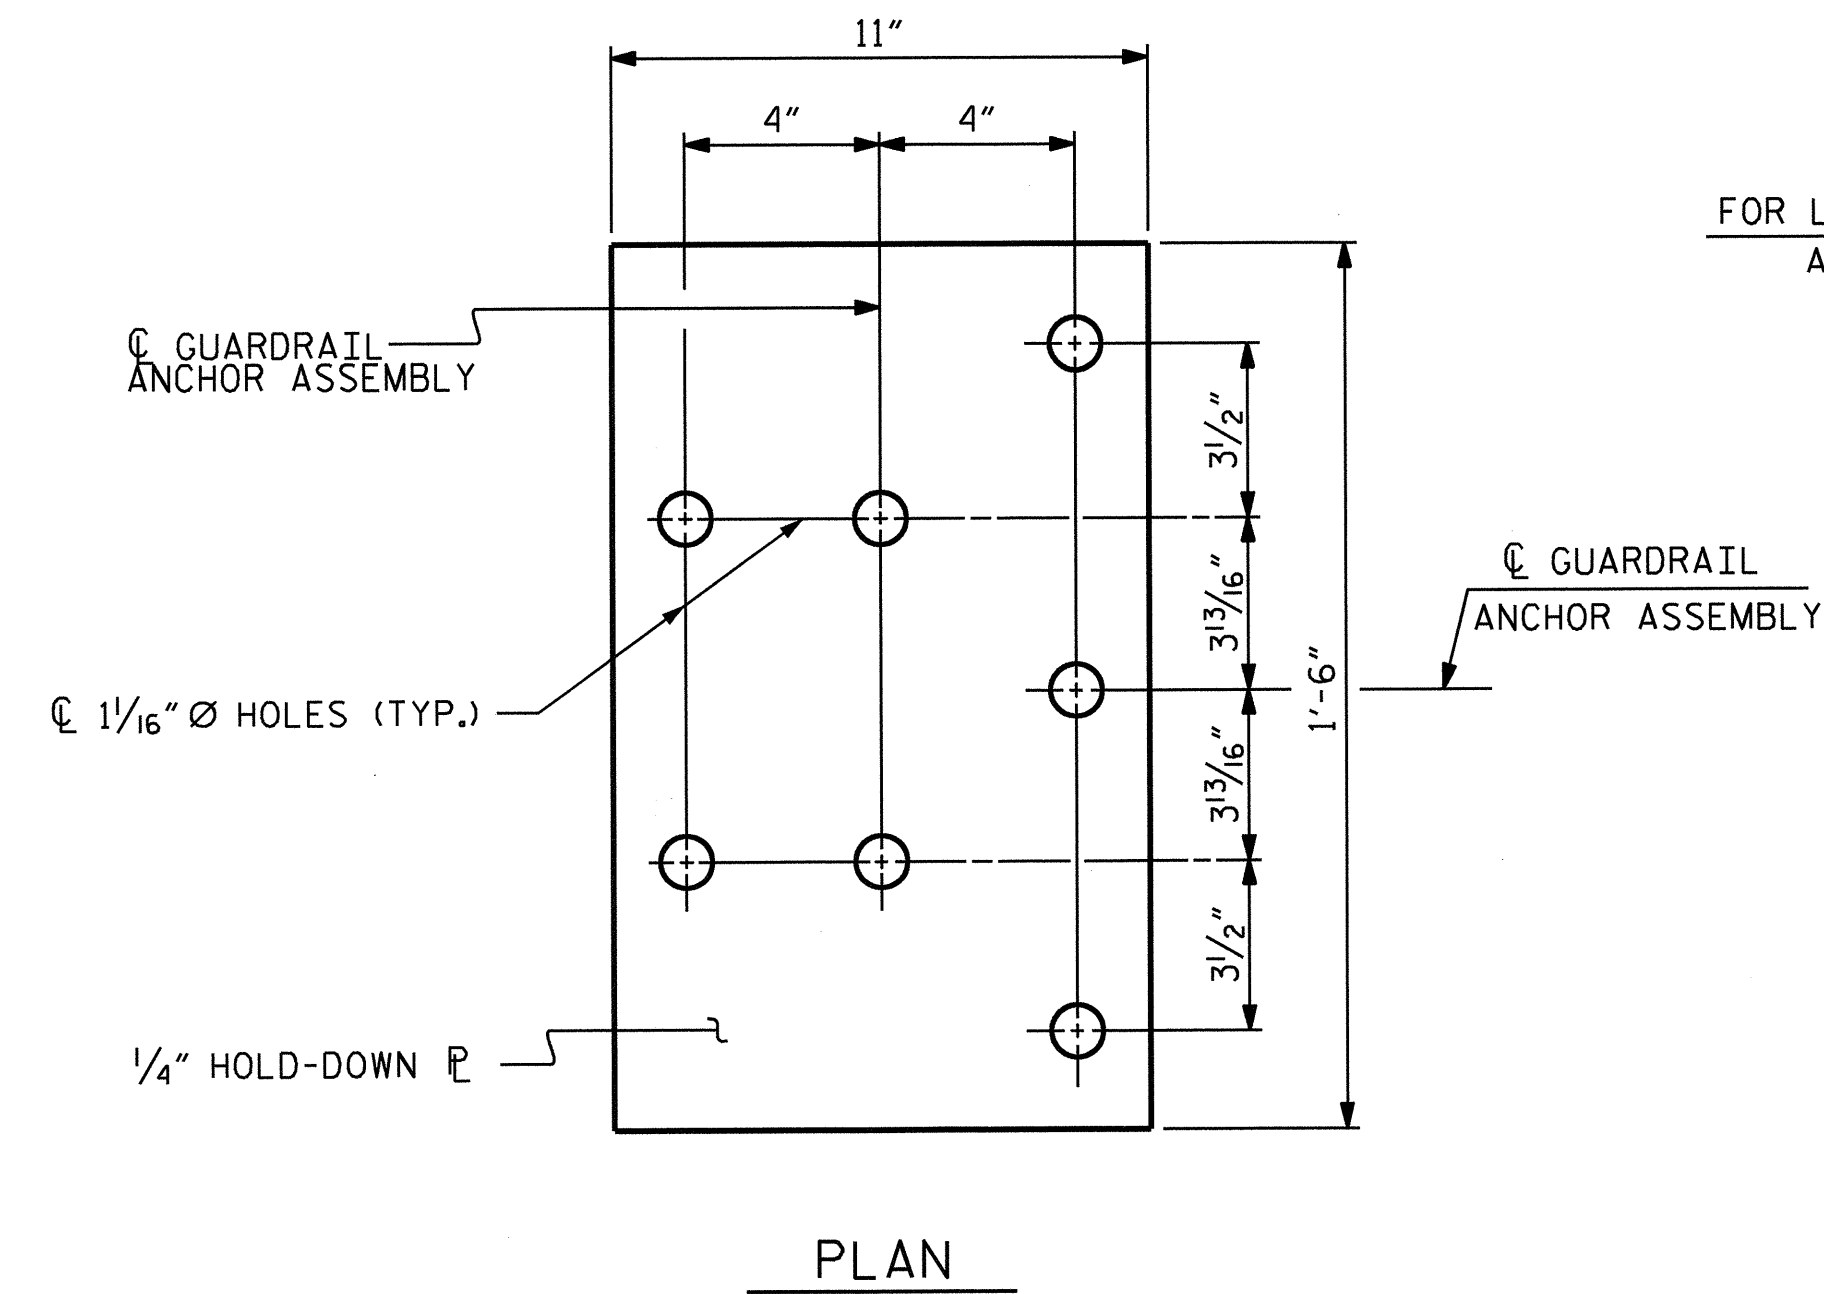 11"
4" 4"
FOR L
A
℄ GUARDRAIL
ANCHOR ASSEMBLY
3 1/2"
℄ GUARDRAIL
ANCHOR ASSEMBLY
3 13/16"
1'-6"
℄ 1 1/16" Ø HOLES (TYP.)
3 13/16"
3 1/2"
1/4" HOLD-DOWN ⅊
PLAN